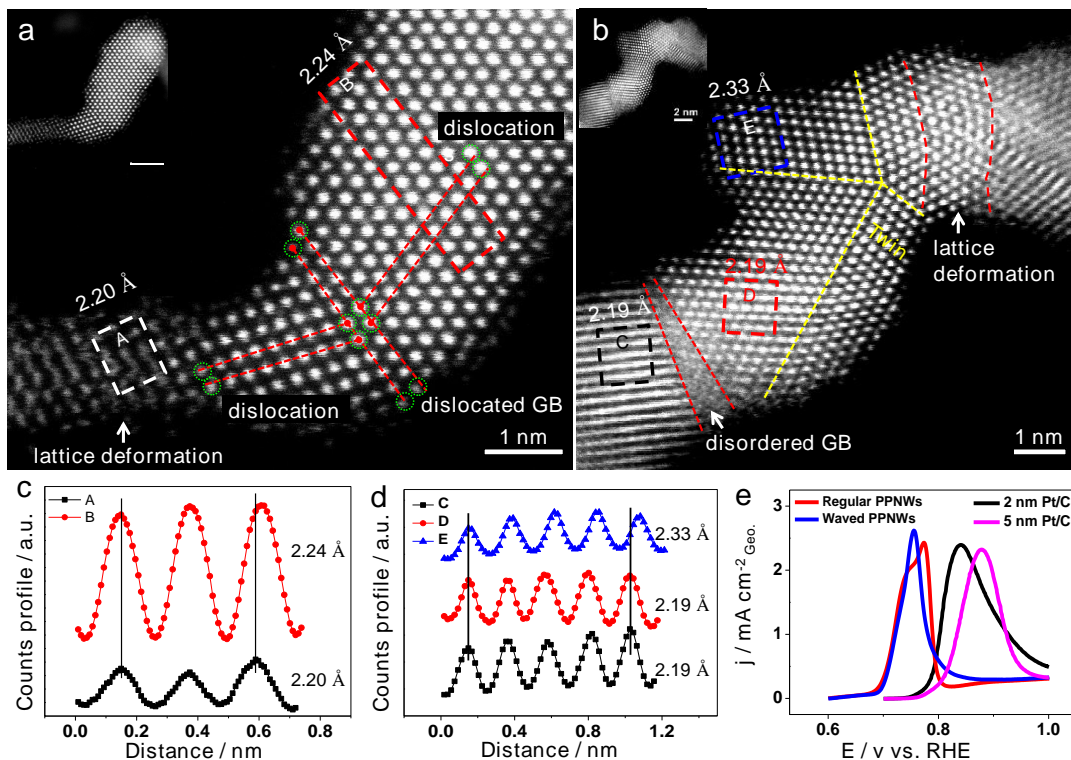 a
2.24 Å
B
dislocation
2.20 Å
A
dislocation
dislocated GB
lattice deformation
1 nm
b
2 nm
2.33 Å
E
Twin
lattice
deformation
2.19 Å
D
2.19 Å
C
disordered GB
1 nm
c
A
B
2.24 Å
2.20 Å
Counts profile / a.u.
0.0 0.2 0.4 0.6 0.8
Distance / nm
d
C
D
E
2.33 Å
2.19 Å
2.19 Å
Counts profile / a.u.
0.0 0.4 0.8 1.2
Distance / nm
e
Regular PPNWs
Waved PPNWs
2 nm Pt/C
5 nm Pt/C
j / mA cm-2 Geo.
3
2
1
0
0.6 0.8 1.0
E / v vs. RHE